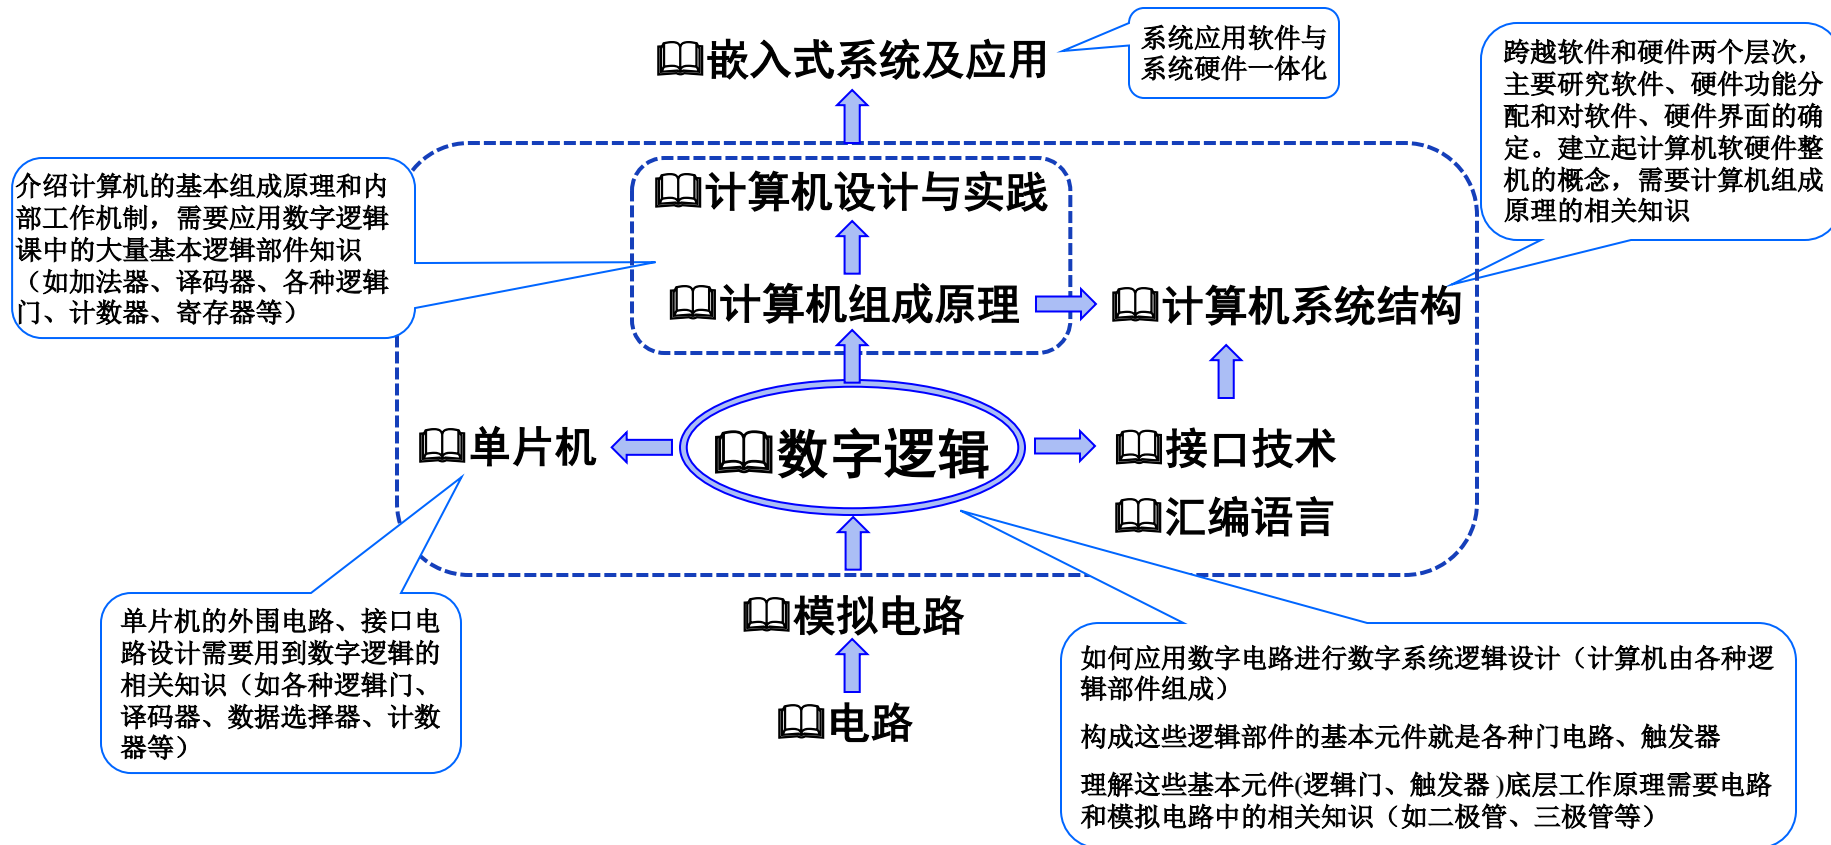 嵌入式系统及应用
系统应用软件与
系统硬件一体化
跨越软件和硬件两个层次，
主要研究软件、硬件功能分
配和对软件、硬件界面的确
定。建立起计算机软硬件整
机的概念，需要计算机组成
原理的相关知识
介绍计算机的基本组成原理和内
部工作机制，需要应用数字逻辑
课中的大量基本逻辑部件知识
（如加法器、译码器、各种逻辑
门、计数器、寄存器等）
计算机设计与实践
计算机组成原理
计算机系统结构
单片机
数字逻辑
接口技术
汇编语言
模拟电路
电路
单片机的外围电路、接口电
路设计需要用到数字逻辑的
相关知识（如各种逻辑门、
译码器、数据选择器、计数
器等）
如何应用数字电路进行数字系统逻辑设计（计算机由各种逻
辑部件组成）
构成这些逻辑部件的基本元件就是各种门电路、触发器
理解这些基本元件(逻辑门、触发器)底层工作原理需要电路
和模拟电路中的相关知识（如二极管、三极管等）